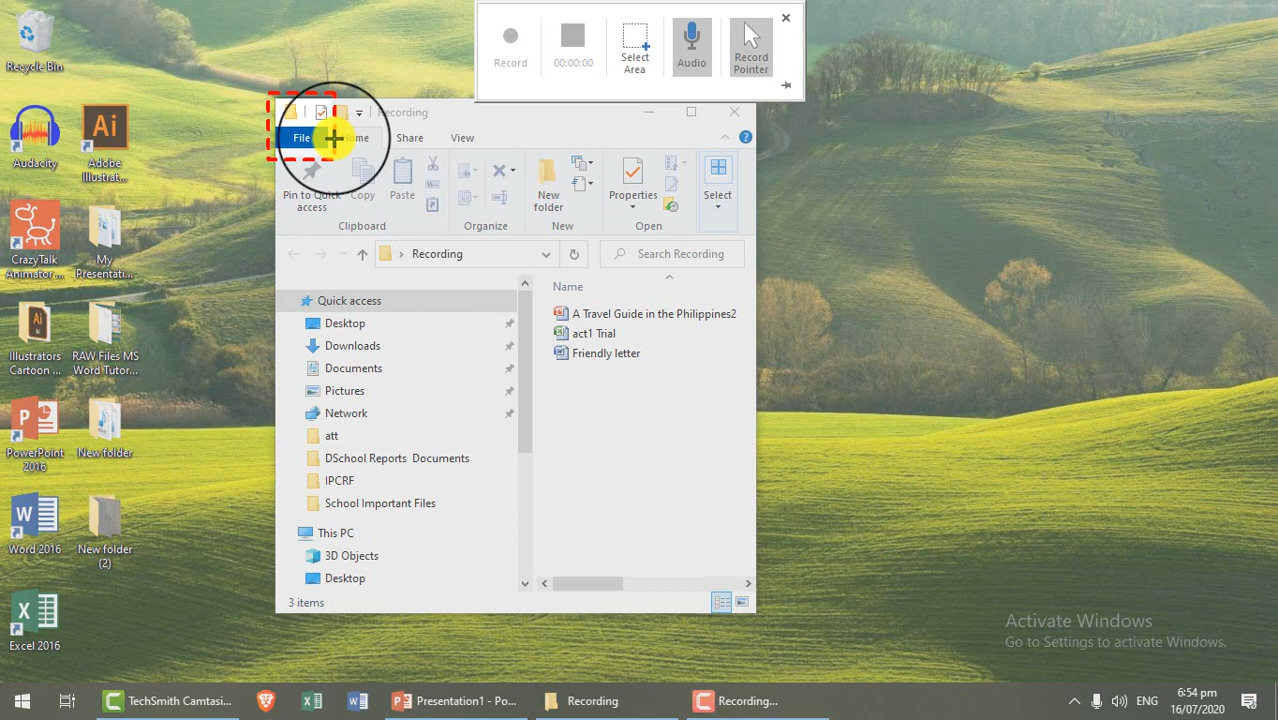 Recycle Bin
Audacity
Adobe
Illustrat...
CrazyTalk
Animator ...
My
Presentati...
Illustrators
Cartoon ...
RAW Files MS
Word Tutor...
PowerPoint
2016
New folder
Word 2016
New folder
(2)
Excel 2016
Record
00:00:00
Select
Area
Audio
Record
Pointer
Recording
File
Home
Share
View
Pin to Quick
access
Copy
Paste
New
folder
Properties
Select
Clipboard
Organize
New
Open
Recording
Search Recording
Quick access
Desktop
Downloads
Documents
Pictures
Network
att
DSchool Reports Documents
IPCRF
School Important Files
This PC
3D Objects
Desktop
Name
A Travel Guide in the Philippines2
act1 Trial
Friendly letter
3 items
Activate Windows
Go to Settings to activate Windows.
TechSmith Camtasi...
Presentation1 - Po...
Recording
Recording...
ENG
6:54 pm
16/07/2020